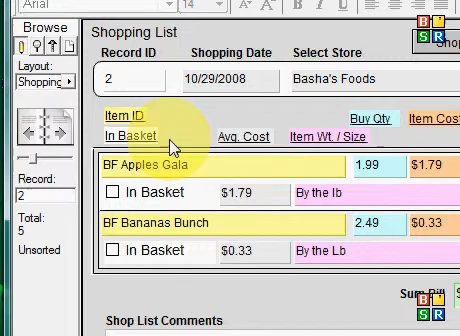 Arial 14
Browse
Shopping List
B '
S R
Shop
Record ID Shopping Date Select Store
Layout:
Shopping
2 10/29/2008 Basha's Foods
Item ID Buy Qty Item Cost
In Basket Avg. Cost Item Wt. / Size
BF Apples Gala 1.99 $1.79
Record:
2
In Basket $1.79 By the lb
Total:
5
BF Bananas Bunch 2.49 $0.33
Unsorted
In Basket $0.33 By the Lb
Sum Bill
B '
S R
Shop List Comments